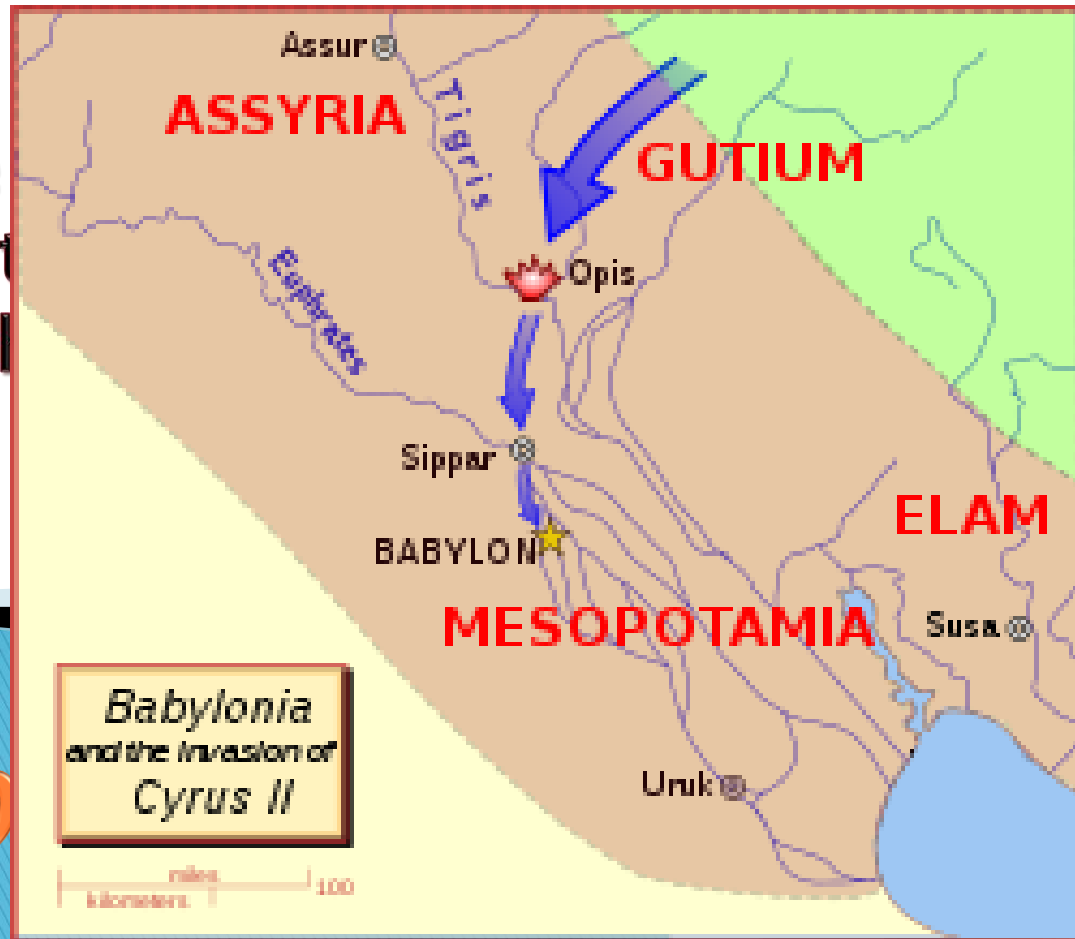 Assur
ASSYRIA
Tigris
GUTIUM
Opis
Euphrates
Sippar
ELAM
BABYLON
MESOPOTAMIA
Susa
Babylonia
and the invasion of
Cyrus II
Uruk
miles
100
kilometers